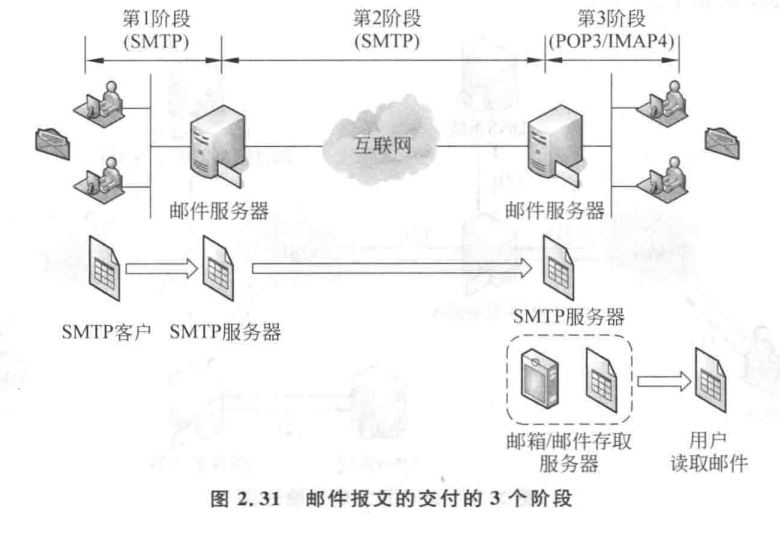 第1阶段
(SMTP)
第2阶段
(SMTP)
第3阶段
(POP3/IMAP4)
互联网
邮件服务器
邮件服务器
SMTP客户
SMTP服务器
SMTP服务器
邮箱/邮件存取
服务器
用户
读取邮件
图 2.31 邮件报文的交付的 3 个阶段